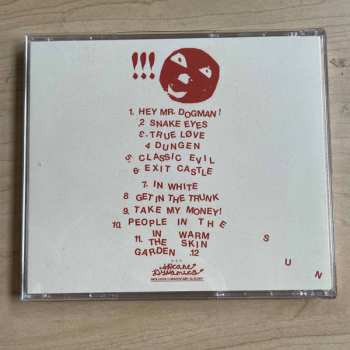 !!!
1. HEY MR. DOGMAN!
2 SNAKE EYES
3. TRUE LØVE
4 DUNGEN
5. CLASSIC EVIL
6. EXIT CASTLE
7. IN WHITE
8. GET IN THE TRUNK
9. TAKE MY MONEY!
10. PEOPLE IN THE
S
U
N
11. IN WARM
THE SKIN
GARDEN .12
Arcane
Dynamics